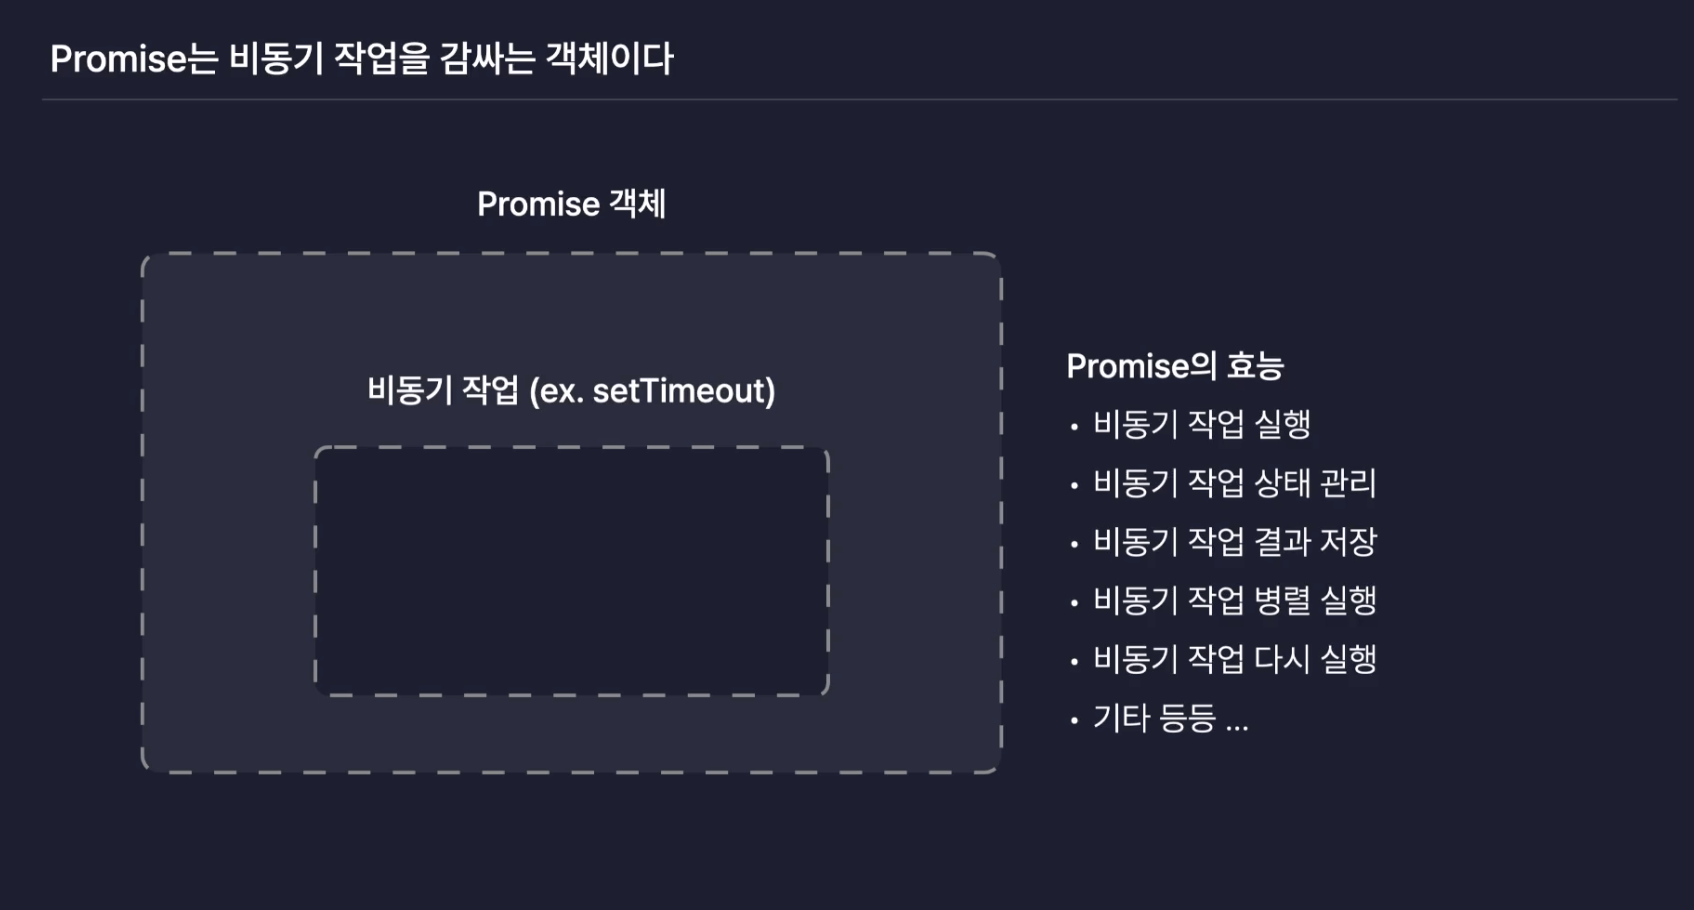 Promise는 비동기 작업을 감싸는 객체이다
Promise 객체
비동기 작업 (ex. setTimeout)
Promise의 효능
• 비동기 작업 실행
• 비동기 작업 상태 관리
• 비동기 작업 결과 저장
• 비동기 작업 병렬 실행
• 비동기 작업 다시 실행
• 기타 등등 ...